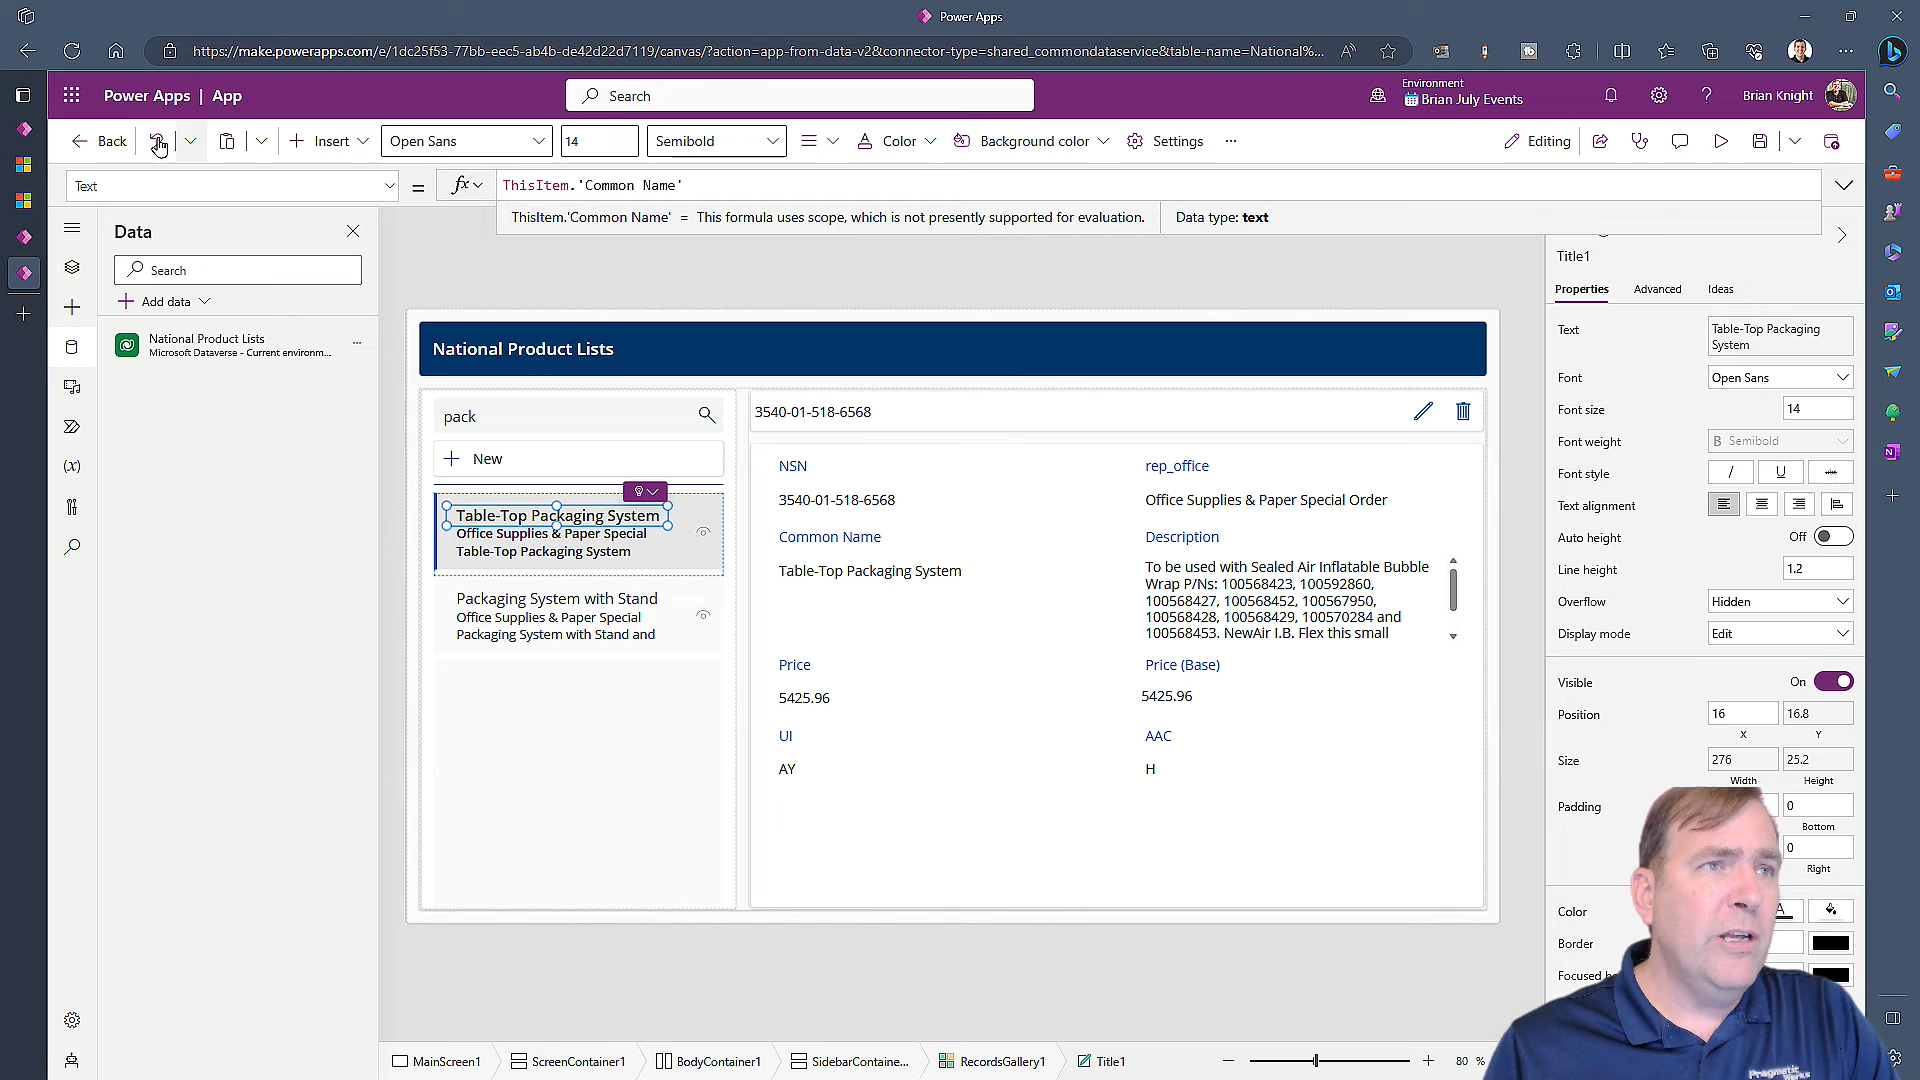 Power Apps
https://make.powerapps.com/e/1dc25f53-77bb-eec5-ab4b-de42d22d7119/canvas/?action=app-from-data-v2&connector-type=shared_commondataservice&table-name=National%...
Power Apps | App
Search
Environment
Brian July Events
Brian Knight
Back
Insert
Open Sans
14
Semibold
Color
Background color
Settings
Editing
Text
=
fx
ThisItem.'Common Name'
ThisItem.'Common Name' = This formula uses scope, which is not presently supported for evaluation.
Data type: text
Data
Search
Add data
National Product Lists
Microsoft Dataverse - Current environm...
National Product Lists
pack
New
Table-Top Packaging System
Office Supplies & Paper Special
Table-Top Packaging System
Packaging System with Stand
Office Supplies & Paper Special
Packaging System with Stand and
3540-01-518-6568
NSN
3540-01-518-6568
rep_office
Office Supplies & Paper Special Order
Common Name
Table-Top Packaging System
Description
To be used with Sealed Air Inflatable Bubble
Wrap P/Ns: 100568423, 100592860,
100568427, 100568452, 100567950,
100568428, 100568429, 100570284 and
100568453. NewAir I.B. Flex this small
Price
5425.96
Price (Base)
5425.96
UI
AY
AAC
H
Title1
Properties
Advanced
Ideas
Text
Table-Top Packaging
System
Font
Open Sans
Font size
14
Font weight
B Semibold
Font style
Text alignment
Auto height
Off
Line height
1.2
Overflow
Hidden
Display mode
Edit
Visible
On
Position
16
16.8
X
Y
Size
276
25.2
Width
Height
Padding
0
Bottom
0
Right
Color
Border
Focused
MainScreen1
ScreenContainer1
BodyContainer1
SidebarContaine...
RecordsGallery1
Title1
80 %
Pragmatic